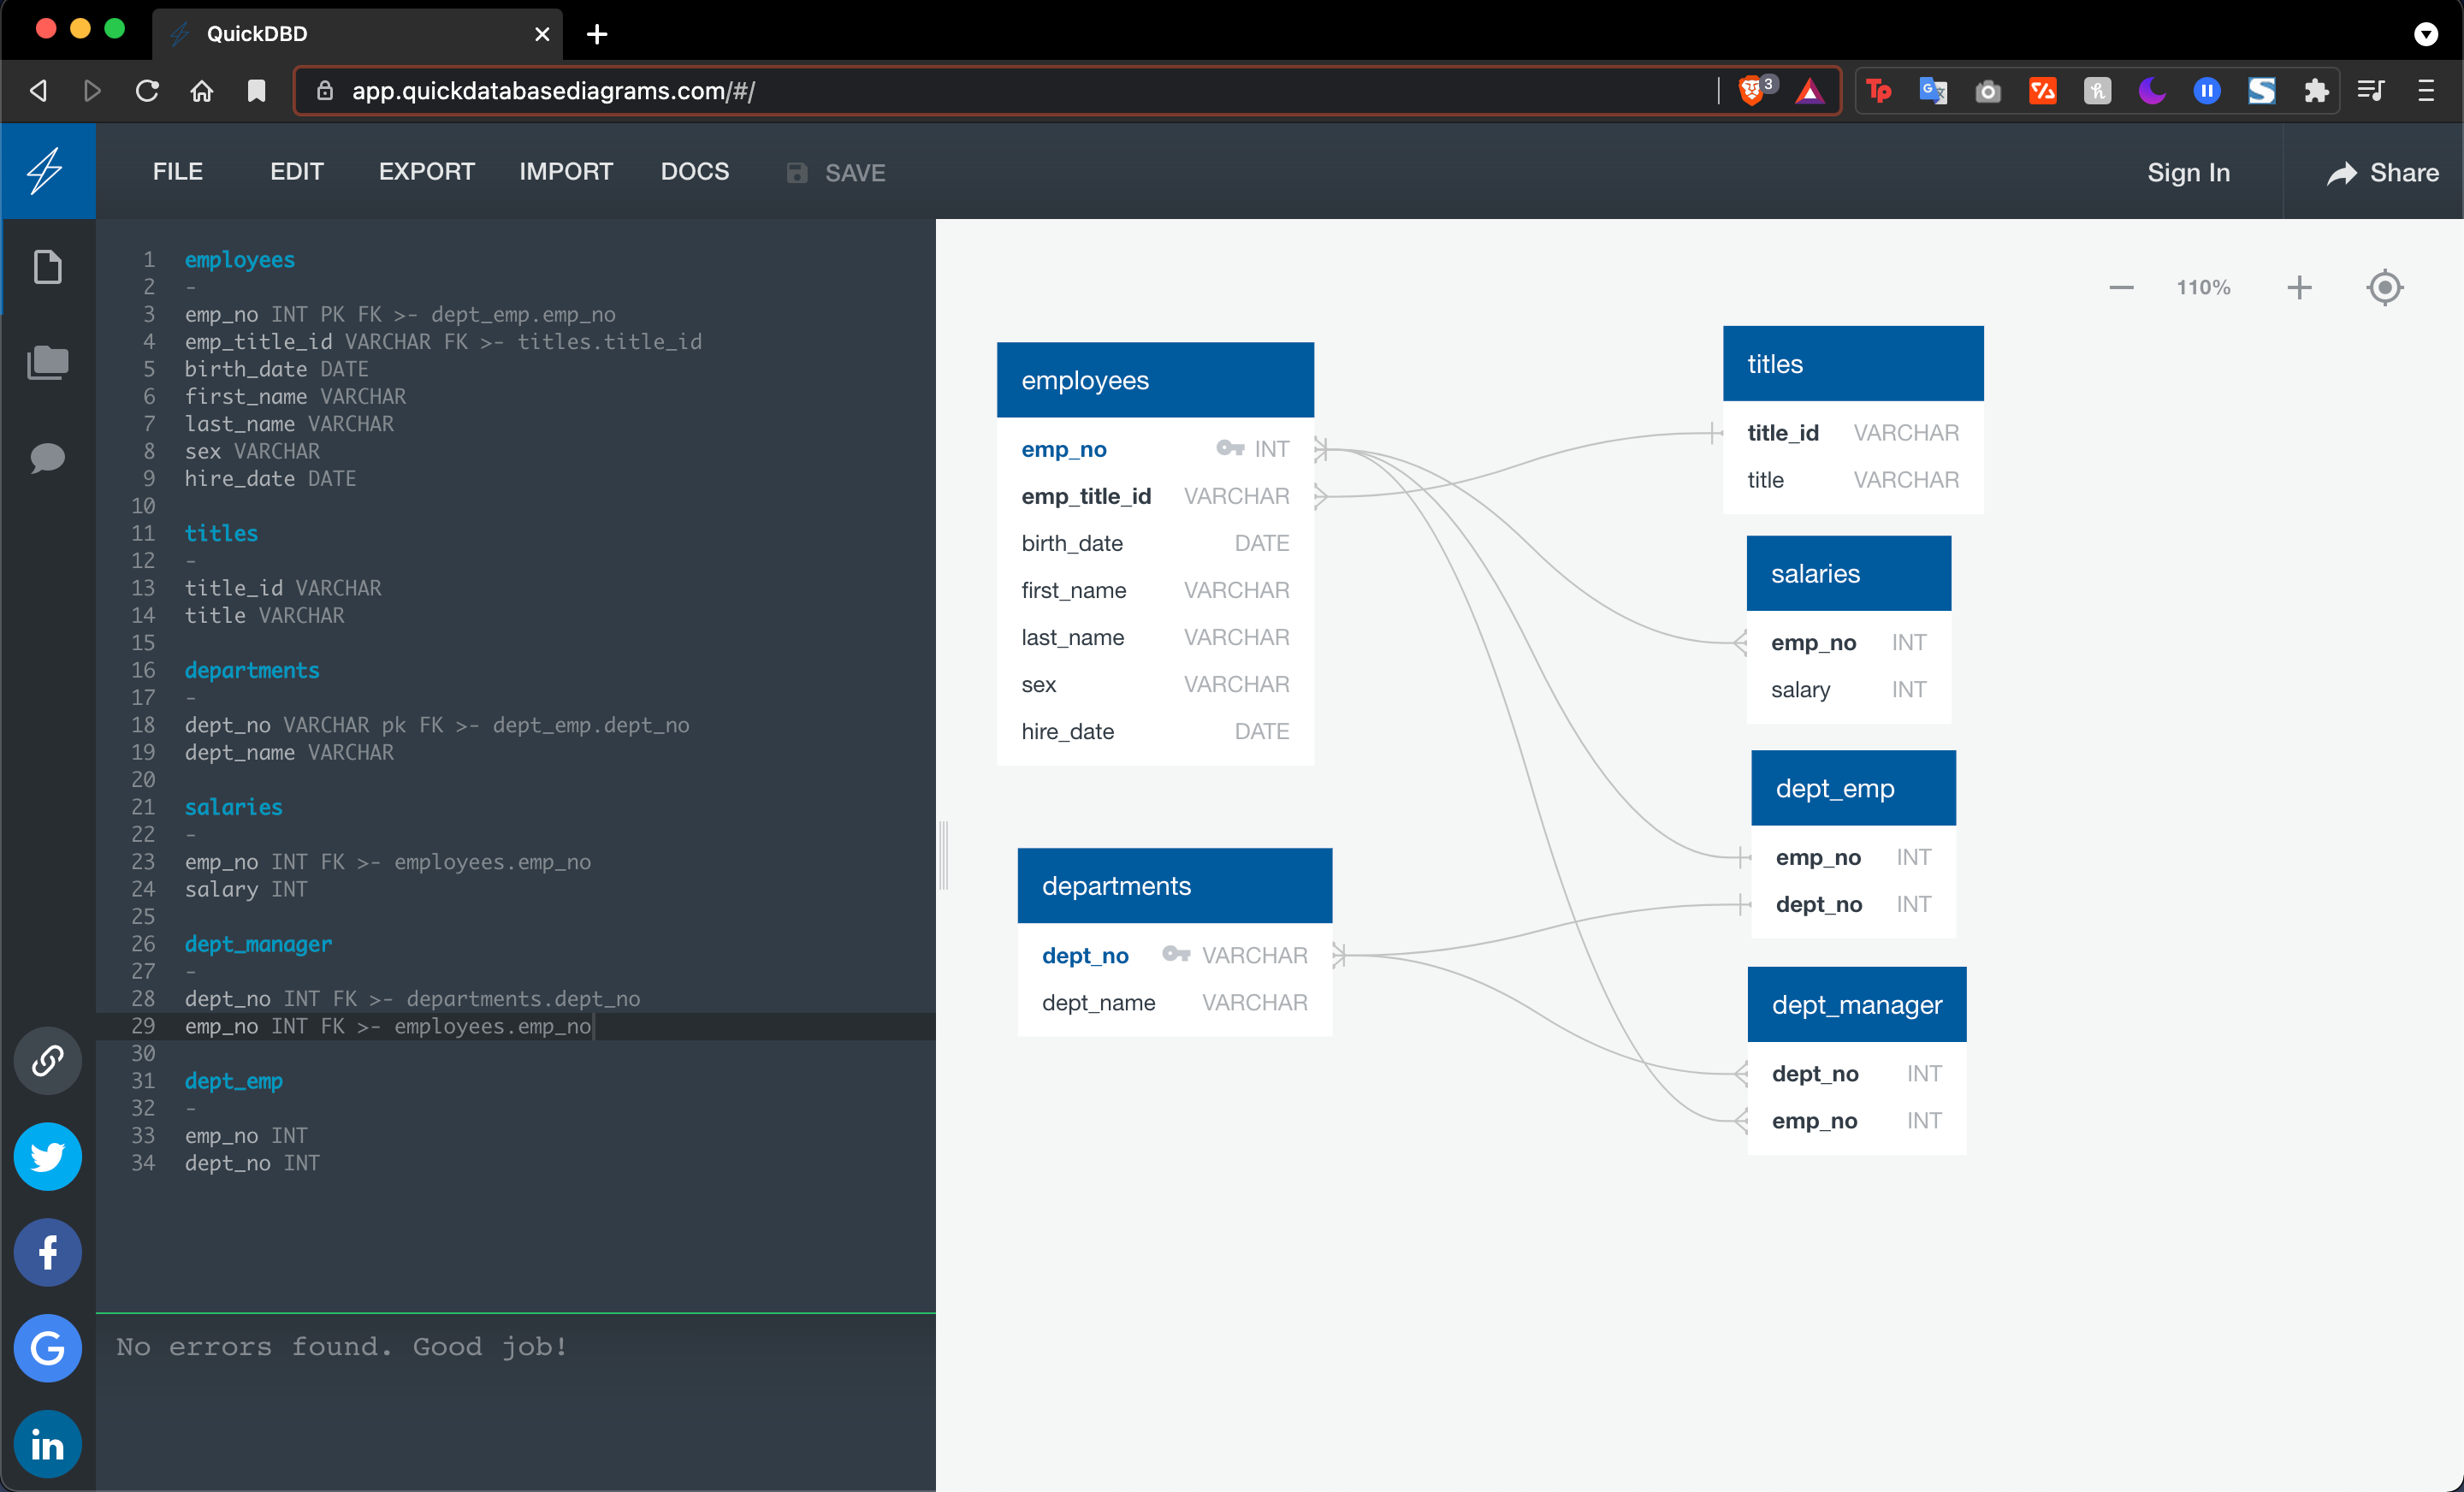 QuickDBD
app.quickdatabasediagrams.com/#/
3
Tp
FILE EDIT EXPORT IMPORT DOCS SAVE Sign In Share
1 employees
2 -
3 emp_no INT PK FK >- dept_emp.emp_no
4 emp_title_id VARCHAR FK >- titles.title_id
5 birth_date DATE
6 first_name VARCHAR
7 last_name VARCHAR
8 sex VARCHAR
9 hire_date DATE
10
11 titles
12 -
13 title_id VARCHAR
14 title VARCHAR
15
16 departments
17 -
18 dept_no VARCHAR pk FK >- dept_emp.dept_no
19 dept_name VARCHAR
20
21 salaries
22 -
23 emp_no INT FK >- employees.emp_no
24 salary INT
25
26 dept_manager
27 -
28 dept_no INT FK >- departments.dept_no
29 emp_no INT FK >- employees.emp_no
30
31 dept_emp
32 -
33 emp_no INT
34 dept_no INT
No errors found. Good job!
110%
employees
emp_no INT
emp_title_id VARCHAR
birth_date DATE
first_name VARCHAR
last_name VARCHAR
sex VARCHAR
hire_date DATE
departments
dept_no VARCHAR
dept_name VARCHAR
titles
title_id VARCHAR
title VARCHAR
salaries
emp_no INT
salary INT
dept_emp
emp_no INT
dept_no INT
dept_manager
dept_no INT
emp_no INT
f
G
in